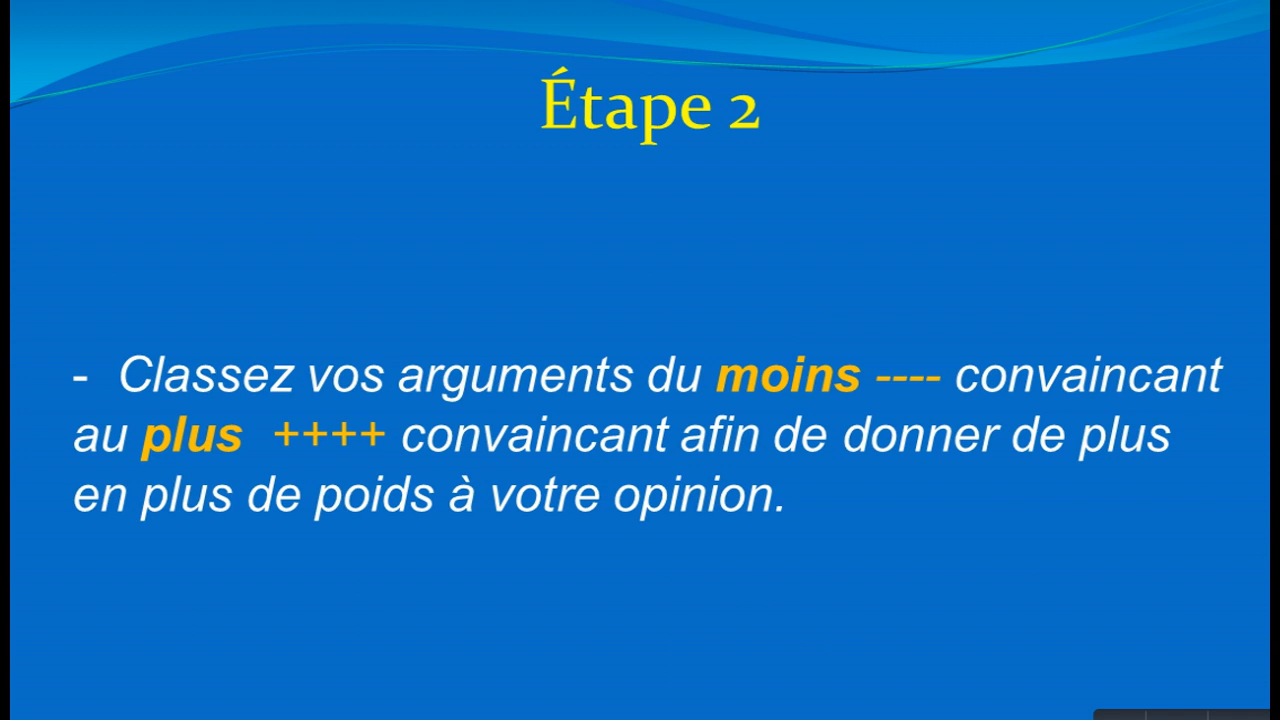 Étape 2
- Classez vos arguments du moins ---- convaincant
au plus ++++ convaincant afin de donner de plus
en plus de poids à votre opinion.